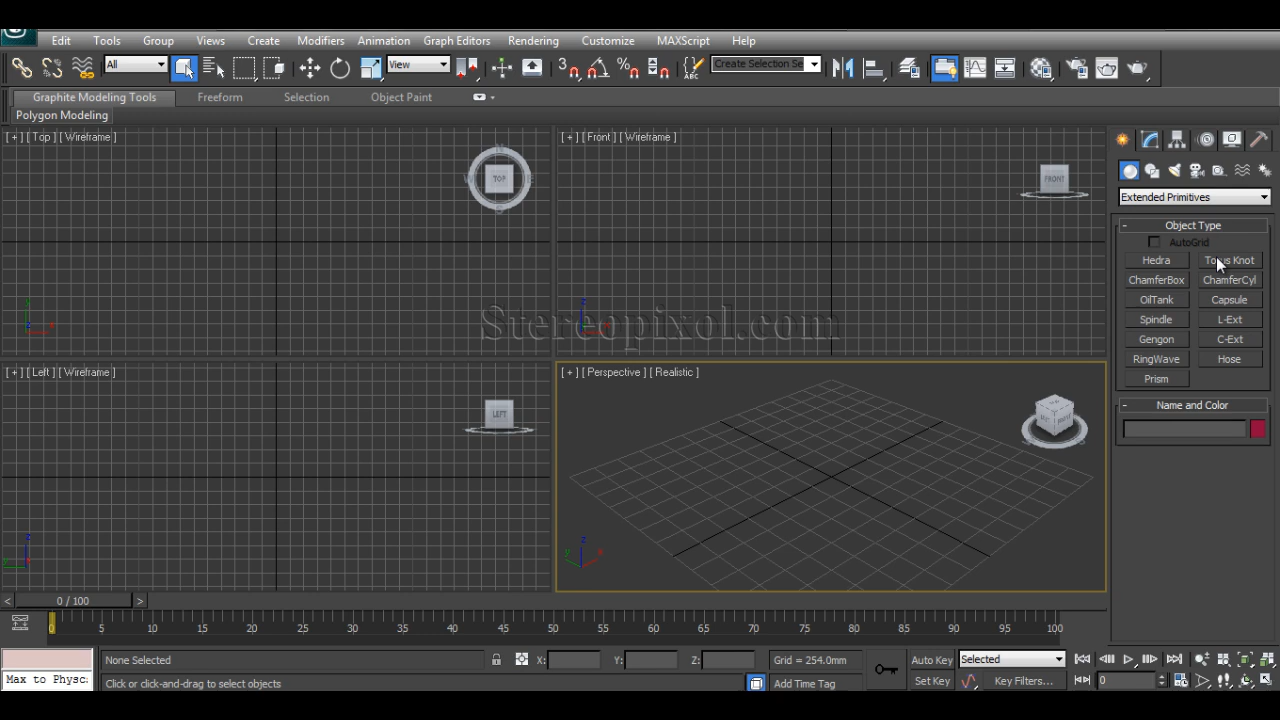 Edit Tools Group Views Create Modifiers Animation Graph Editors Rendering Customize MAXScript Help
All View Create Selection Se
Graphite Modeling Tools Freeform Selection Object Paint
Polygon Modeling
[ + ] [ Top ] [ Wireframe ]
TOP
[ + ] [ Front ] [ Wireframe ]
FRONT
[ + ] [ Left ] [ Wireframe ]
LEFT
[ + ] [ Perspective ] [ Realistic ]
Stereopixol.com
Extended Primitives
- Object Type
AutoGrid
Hedra Torus Knot
ChamferBox ChamferCyl
OilTank Capsule
Spindle L-Ext
Gengon C-Ext
RingWave Hose
Prism
- Name and Color
< 0 / 100 >
0 5 10 15 20 25 30 35 40 45 50 55 60 65 70 75 80 85 90 95 100
None Selected X: Y: Z: Grid = 254.0mm Auto Key Selected
Max to Physc: Click or click-and-drag to select objects Add Time Tag Set Key Key Filters... 0